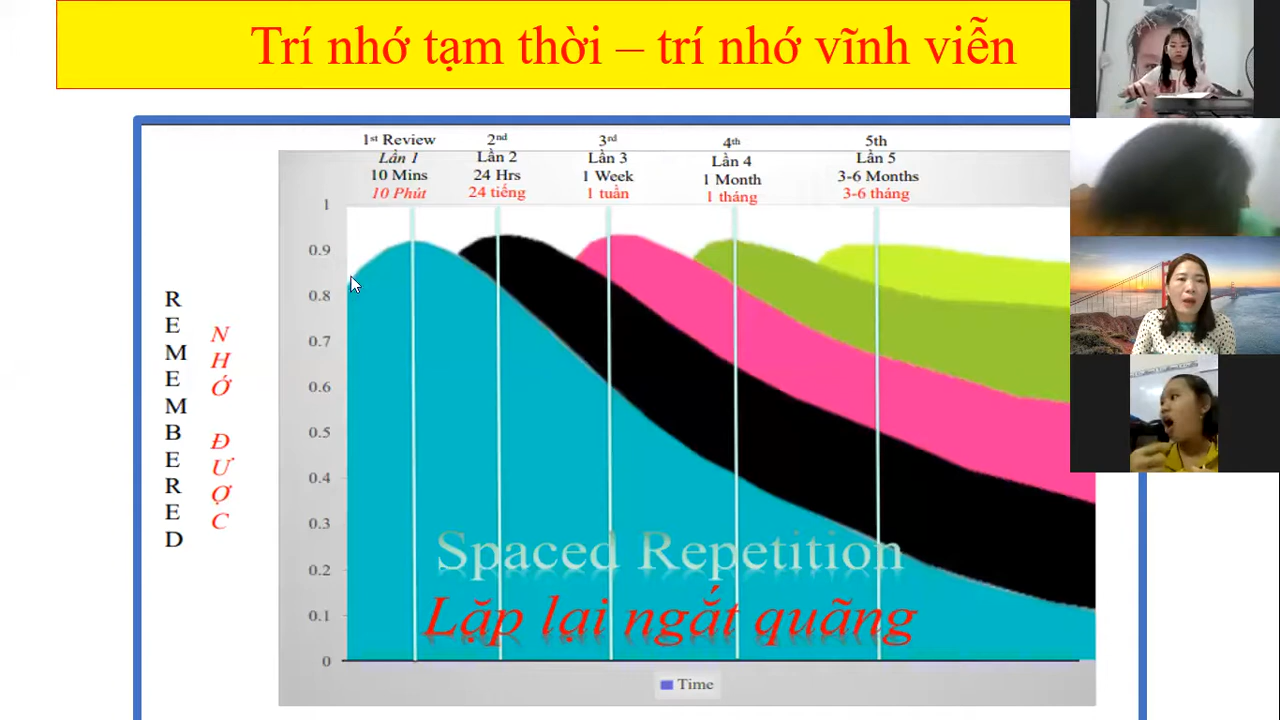 Trí nhớ tạm thời – trí nhớ vĩnh viễn
1st Review
Lần 1
10 Mins
10 Phút
2nd
Lần 2
24 Hrs
24 tiếng
3rd
Lần 3
1 Week
1 tuần
4th
Lần 4
1 Month
1 tháng
5th
Lần 5
3-6 Months
3-6 tháng
1
0.9
0.8
0.7
0.6
0.5
0.4
0.3
0.2
0.1
0
REMEMBERED
NHỚ ĐƯỢC
Spaced Repetition
Lặp lại ngắt quãng
Time